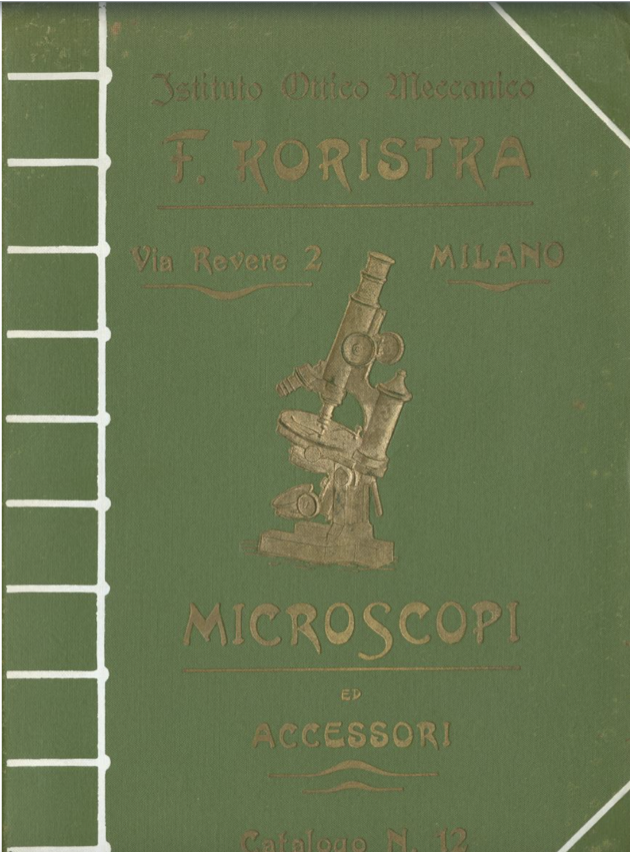 Istituto Ottico Meccanico
F. KORISTKA
Via Revere 2 MILANO
MICROSCOPI
ED
ACCESSORI
Catalogo N. 12